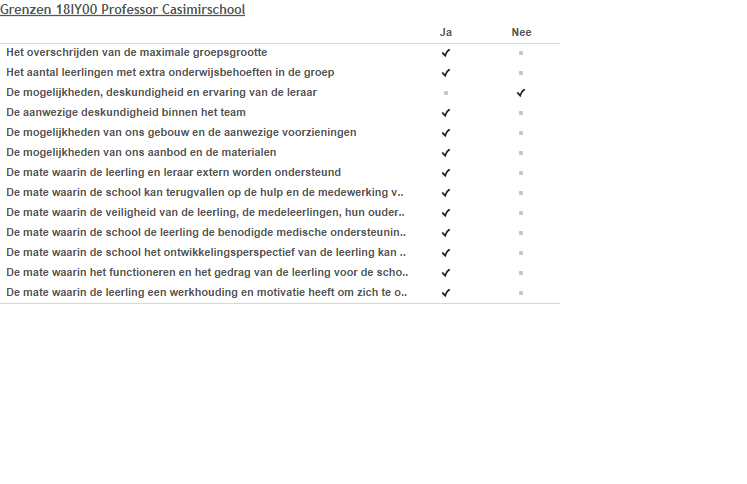 Grenzen 18IY00 Professor Casimirschool
Ja Nee
Het overschrijden van de maximale groepsgrootte
Het aantal leerlingen met extra onderwijsbehoeften in de groep
De mogelijkheden, deskundigheid en ervaring van de leraar
De aanwezige deskundigheid binnen het team
De mogelijkheden van ons gebouw en de aanwezige voorzieningen
De mogelijkheden van ons aanbod en de materialen
De mate waarin de leerling en leraar extern worden ondersteund
De mate waarin de school kan terugvallen op de hulp en de medewerking v..
De mate waarin de veiligheid van de leerling, de medeleerlingen, hun ouder..
De mate waarin de school de leerling de benodigde medische ondersteunin..
De mate waarin de school het ontwikkelingsperspectief van de leerling kan ..
De mate waarin het functioneren en het gedrag van de leerling voor de scho..
De mate waarin de leerling een werkhouding en motivatie heeft om zich te o..